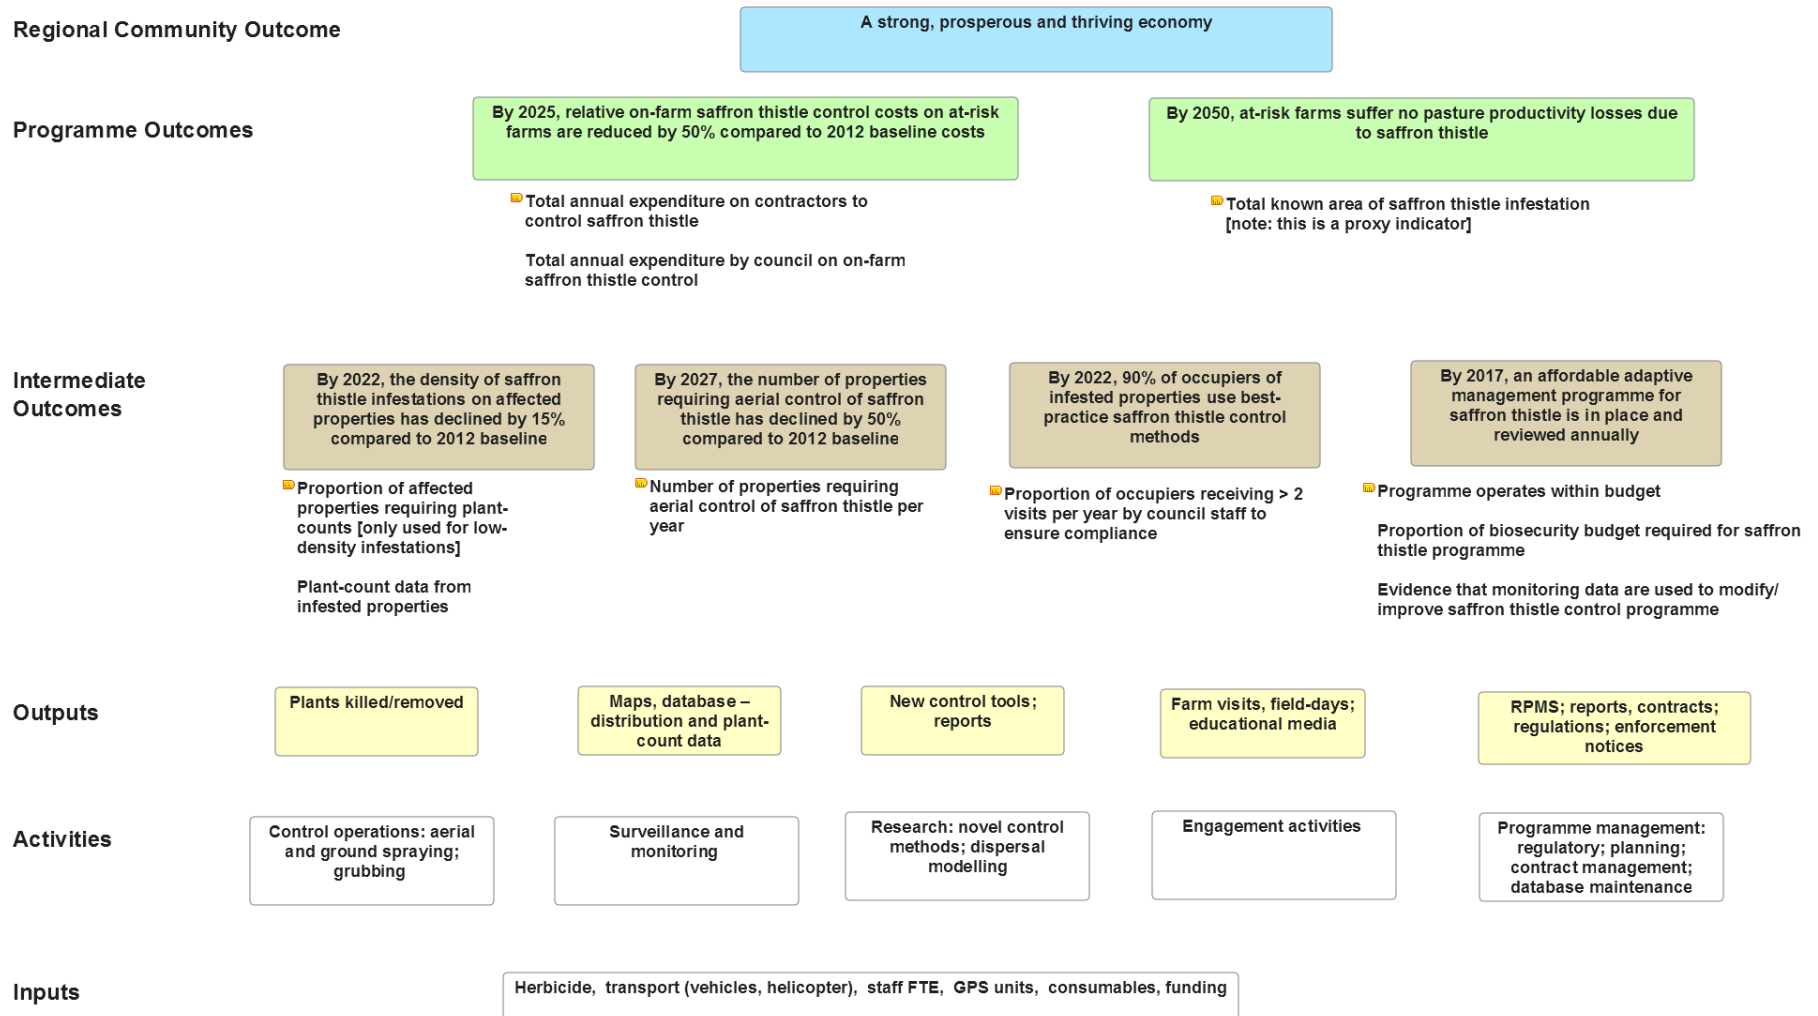 Regional Community Outcome
A strong, prosperous and thriving economy
Programme Outcomes
By 2025, relative on-farm saffron thistle control costs on at-risk
farms are reduced by 50% compared to 2012 baseline costs
By 2050, at-risk farms suffer no pasture productivity losses due
to saffron thistle
Total annual expenditure on contractors to
control saffron thistle
Total annual expenditure by council on on-farm
saffron thistle control
Total known area of saffron thistle infestation
[note: this is a proxy indicator]
Intermediate
Outcomes
By 2022, the density of saffron
thistle infestations on affected
properties has declined by 15%
compared to 2012 baseline
By 2027, the number of properties
requiring aerial control of saffron
thistle has declined by 50%
compared to 2012 baseline
By 2022, 90% of occupiers of
infested properties use best-
practice saffron thistle control
methods
By 2017, an affordable adaptive
management programme for
saffron thistle is in place and
reviewed annually
Proportion of affected
properties requiring plant-
counts [only used for low-
density infestations]
Plant-count data from
infested properties
Number of properties requiring
aerial control of saffron thistle per
year
Proportion of occupiers receiving > 2
visits per year by council staff to
ensure compliance
Programme operates within budget
Proportion of biosecurity budget required for saffron
thistle programme
Evidence that monitoring data are used to modify/
improve saffron thistle control programme
Outputs
Plants killed/removed
Maps, database –
distribution and plant-
count data
New control tools;
reports
Farm visits, field-days;
educational media
RPMS; reports, contracts;
regulations; enforcement
notices
Activities
Control operations: aerial
and ground spraying;
grubbing
Surveillance and
monitoring
Research: novel control
methods; dispersal
modelling
Engagement activities
Programme management:
regulatory; planning;
contract management;
database maintenance
Inputs
Herbicide, transport (vehicles, helicopter), staff FTE, GPS units, consumables, funding